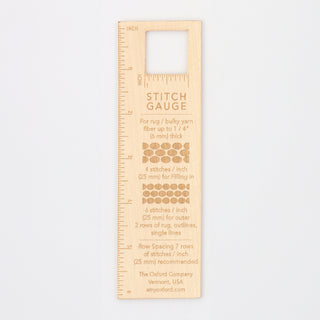 INCH
INCH
STITCH
GAUGE
For rug / bulky yarn
fiber up to 1 / 4"
(6 mm) thick
4 stitches / inch
(25 mm) for Filling in
6 stitches / inch
(25 mm) for outer
2 rows of rug, outlines,
single lines
Row Spacing 7 rows
of stitches / inch
(25 mm) recommended
The Oxford Company
Vermont, USA
amyoxford.com